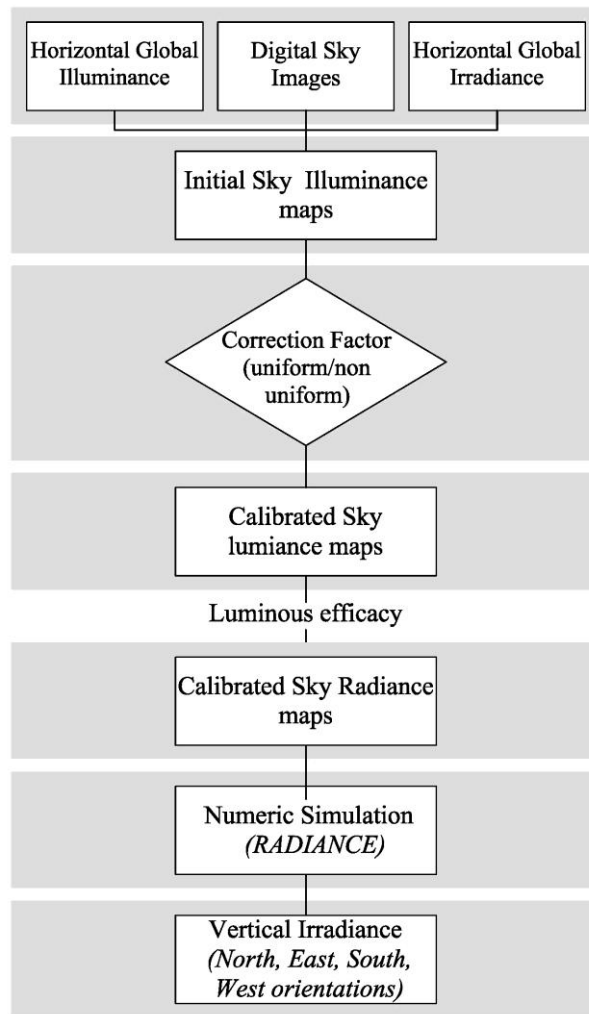 Horizontal Global
Illuminance
Digital Sky
Images
Horizontal Global
Irradiance
Initial Sky Illuminance
maps
Correction Factor
(uniform/non
uniform)
Calibrated Sky
lumiance maps
Luminous efficacy
Calibrated Sky Radiance
maps
Numeric Simulation
(RADIANCE)
Vertical Irradiance
(North, East, South,
West orientations)